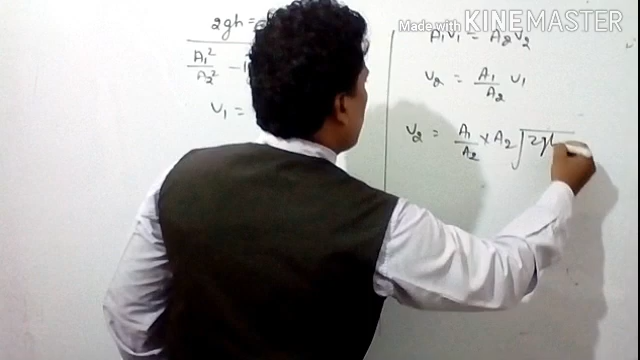 Made with KINEMASTER
2gh =
A₁²/A₂² - 1
V₁ =
A₁V₁ = A₂V₂
V₂ = A₁/A₂ V₁
V₂ = A₁/A₂ × A₂ √2gh